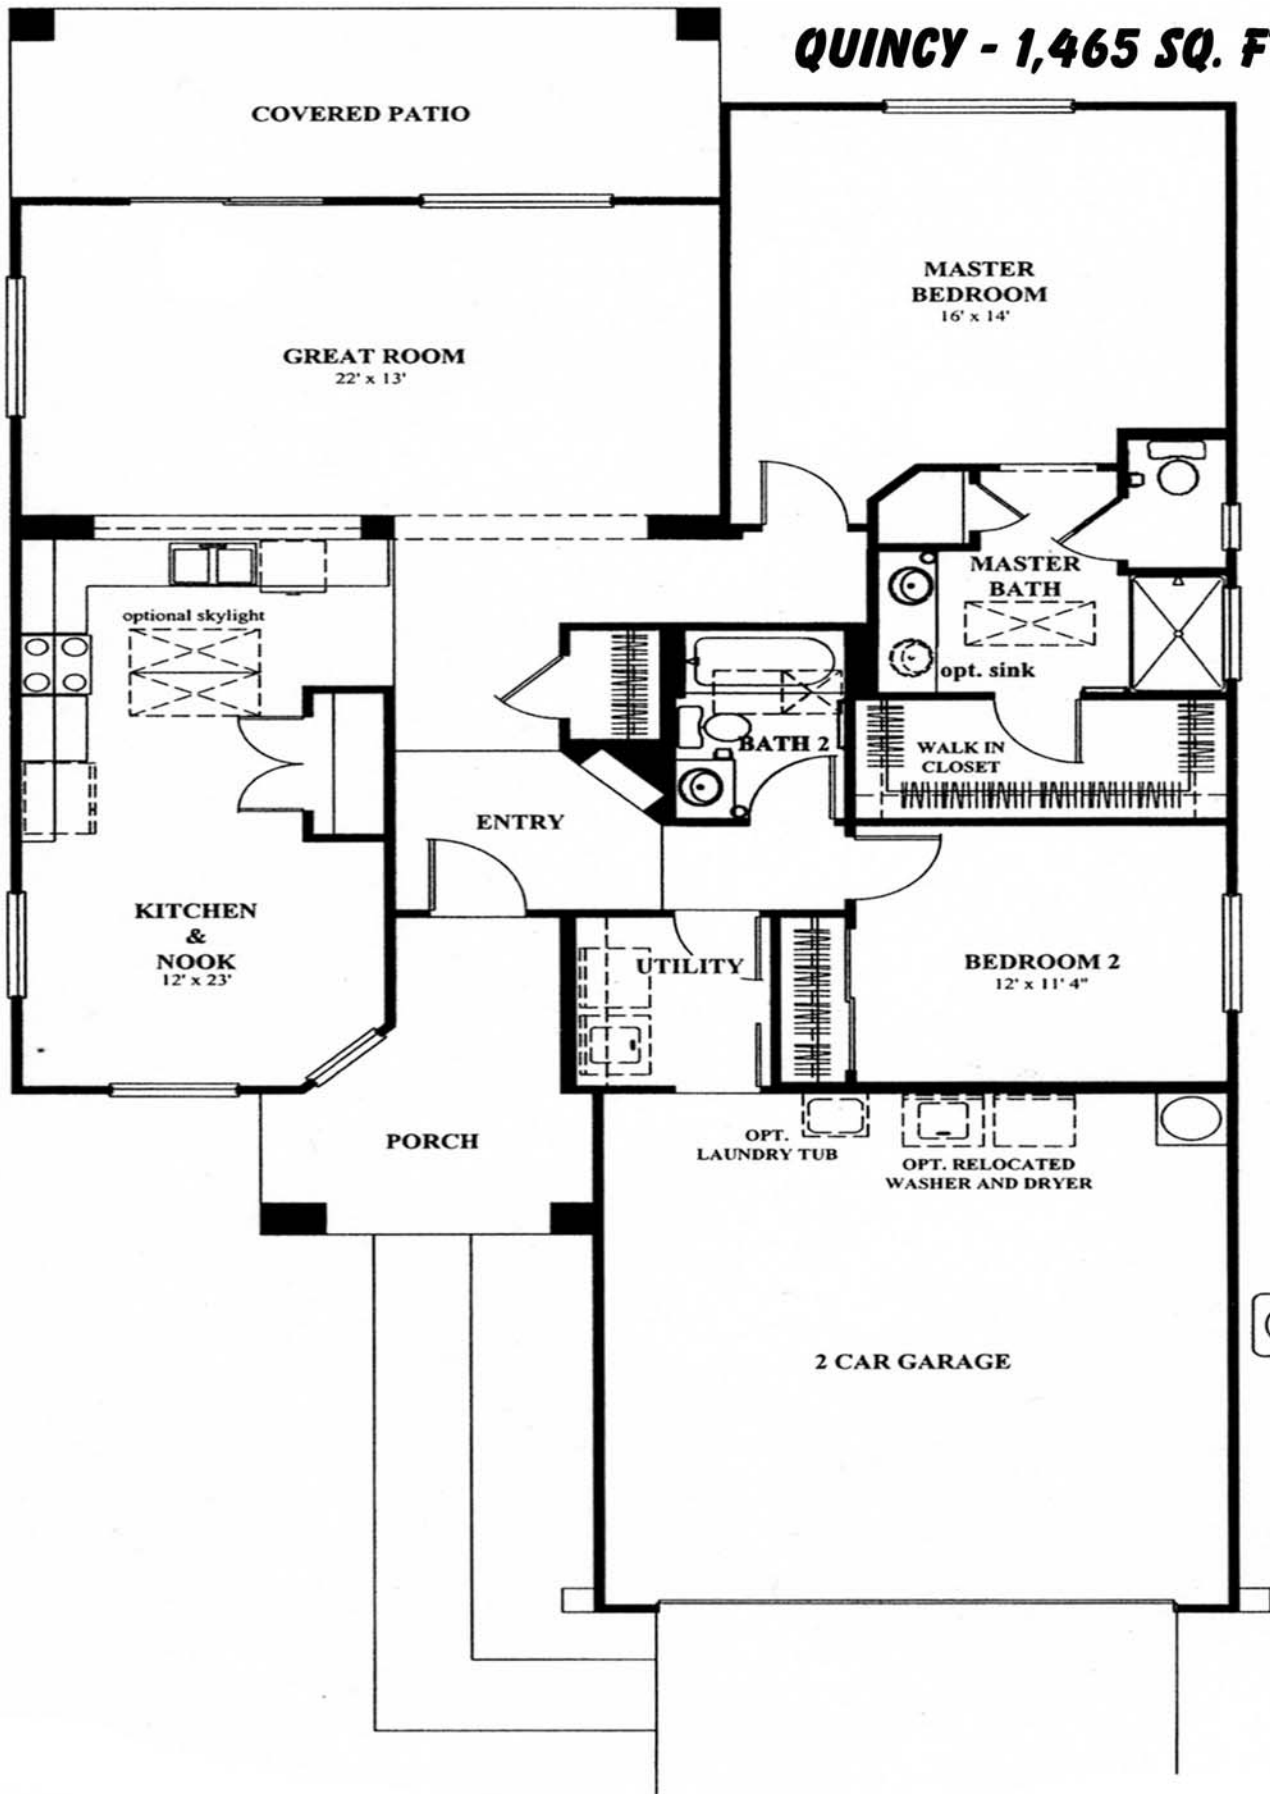 QUINCY - 1,465 SQ. F
COVERED PATIO
MASTER
BEDROOM
16' x 14'
GREAT ROOM
22' x 13'
optional skylight
MASTER
BATH
opt. sink
BATH 2
WALK IN
CLOSET
ENTRY
KITCHEN
&
NOOK
12' x 23'
UTILITY
BEDROOM 2
12' x 11' 4"
PORCH
OPT.
LAUNDRY TUB
OPT. RELOCATED
WASHER AND DRYER
2 CAR GARAGE